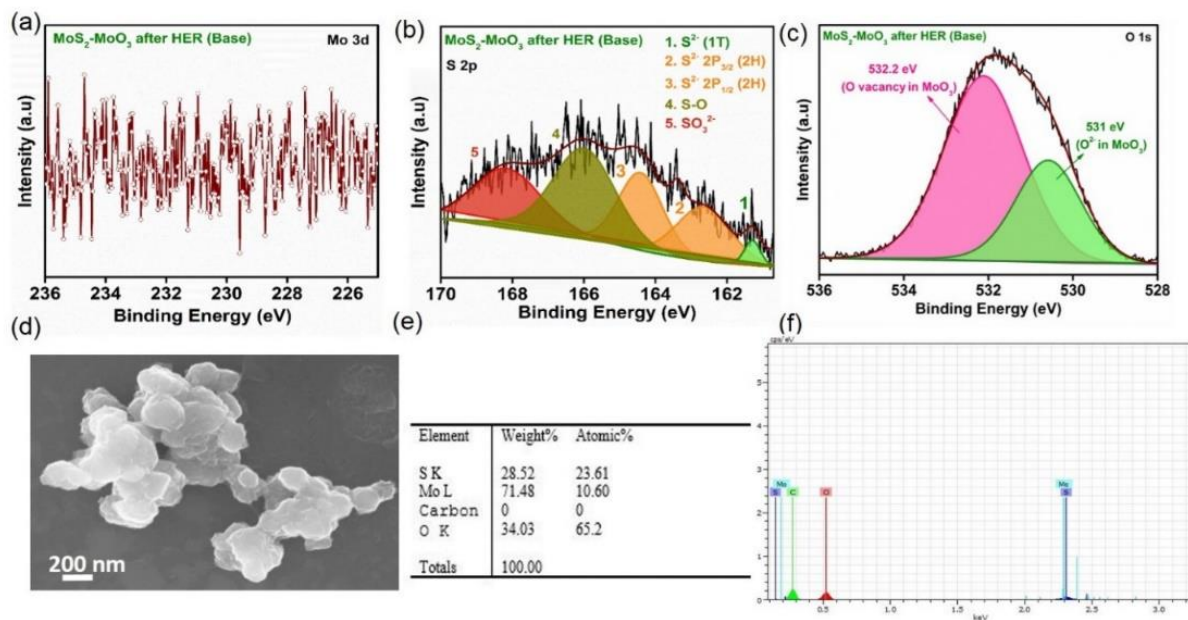 (a)
MoS2-MoO3 after HER (Base)
Mo 3d
Intensity (a.u)
236 234 232 230 228 226
Binding Energy (eV)
(b)
MoS2-MoO3 after HER (Base)
S 2p
1. S2- (1T)
2. S2- 2P3/2 (2H)
3. S2- 2P1/2 (2H)
4. S-O
5. SO32-
5
4
3
2
1
Intensity (a.u)
170 168 166 164 162
Binding Energy (eV)
(c)
MoS2-MoO3 after HER (Base)
O 1s
532.2 eV
(O vacancy in MoO3)
531 eV
(O2- in MoO3)
Intensity (a.u)
536 534 532 530 528
Binding Energy (eV)
(d)
200 nm
(e)
Element Weight% Atomic%
S K 28.52 23.61
Mo L 71.48 10.60
Carbon 0 0
O K 34.03 65.2
Totals 100.00
(f)
cps/eV
5
4
3
2
1
0
S Mo C O
Mo
S
0.5 1.0 1.5 2.0 2.5 3.0
keV